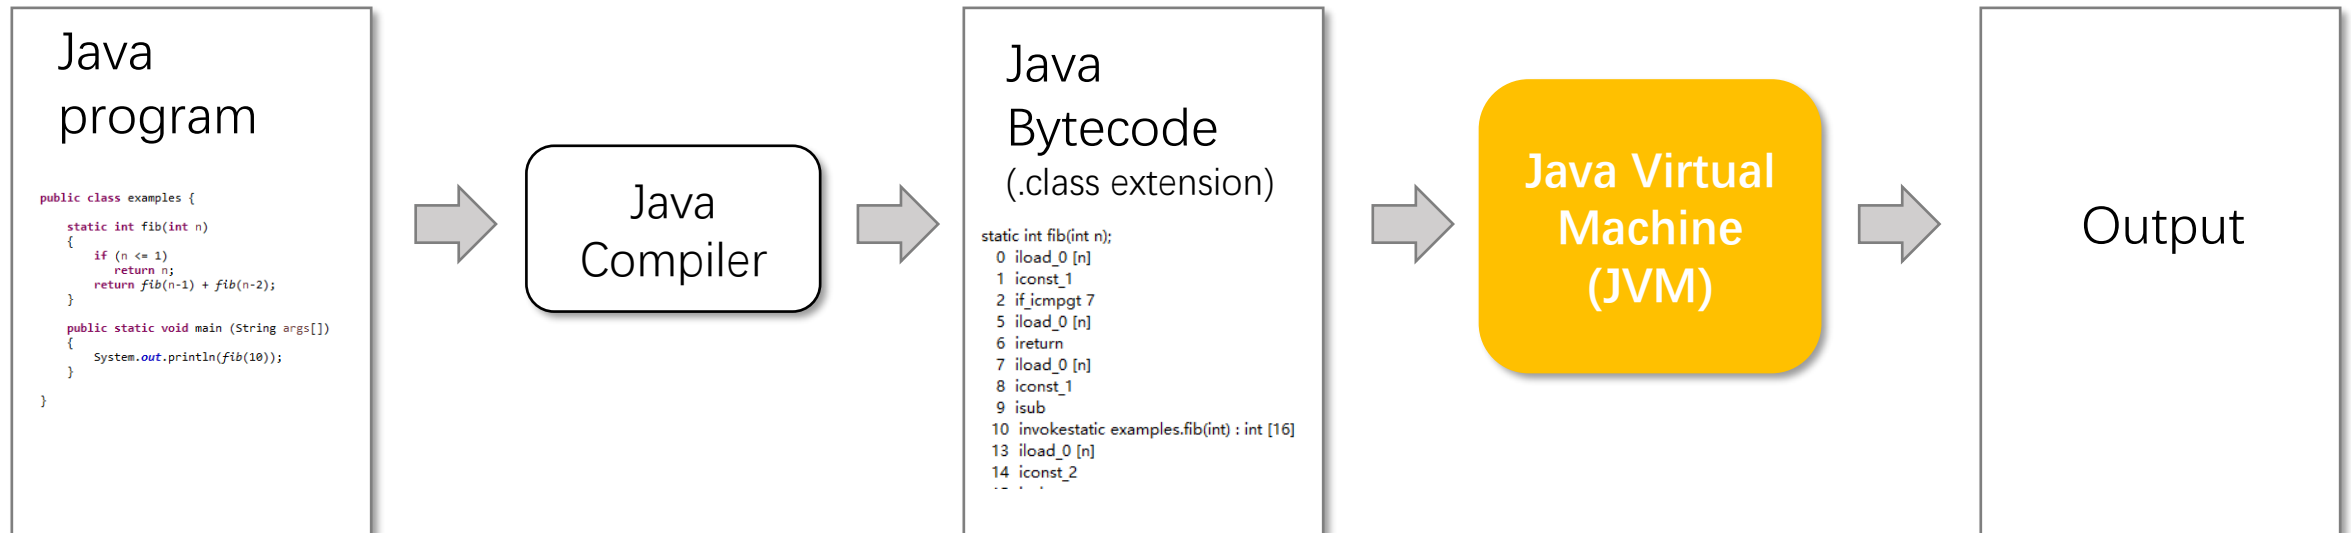 Java
program
public class examples {
static int fib(int n)
{
if (n <= 1)
return n;
return fib(n-1) + fib(n-2);
}
public static void main (String args[])
{
System.out.println(fib(10));
}
}
Java
Compiler
Java
Bytecode
(.class extension)
static int fib(int n);
0 iload_0 [n]
1 iconst_1
2 if_icmpgt 7
5 iload_0 [n]
6 ireturn
7 iload_0 [n]
8 iconst_1
9 isub
10 invokestatic examples.fib(int) : int [16]
13 iload_0 [n]
14 iconst_2
Java Virtual
Machine
(JVM)
Output